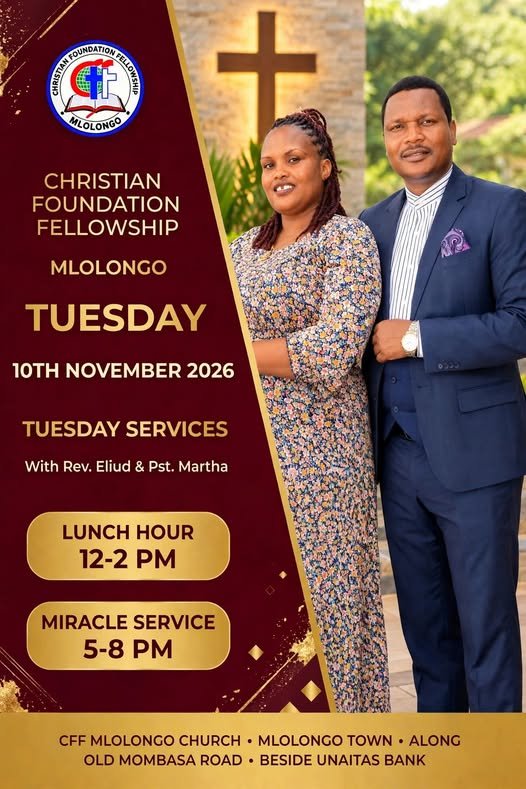 CHRISTIAN FOUNDATION FELLOWSHIP
CFF
MLOLONGO
CHRISTIAN
FOUNDATION
FELLOWSHIP
MLOLONGO
TUESDAY
10TH NOVEMBER 2026
TUESDAY SERVICES
With Rev. Eliud & Pst. Martha
LUNCH HOUR
12-2 PM
MIRACLE SERVICE
5-8 PM
CFF MLOLONGO CHURCH • MLOLONGO TOWN • ALONG
OLD MOMBASA ROAD • BESIDE UNAITAS BANK